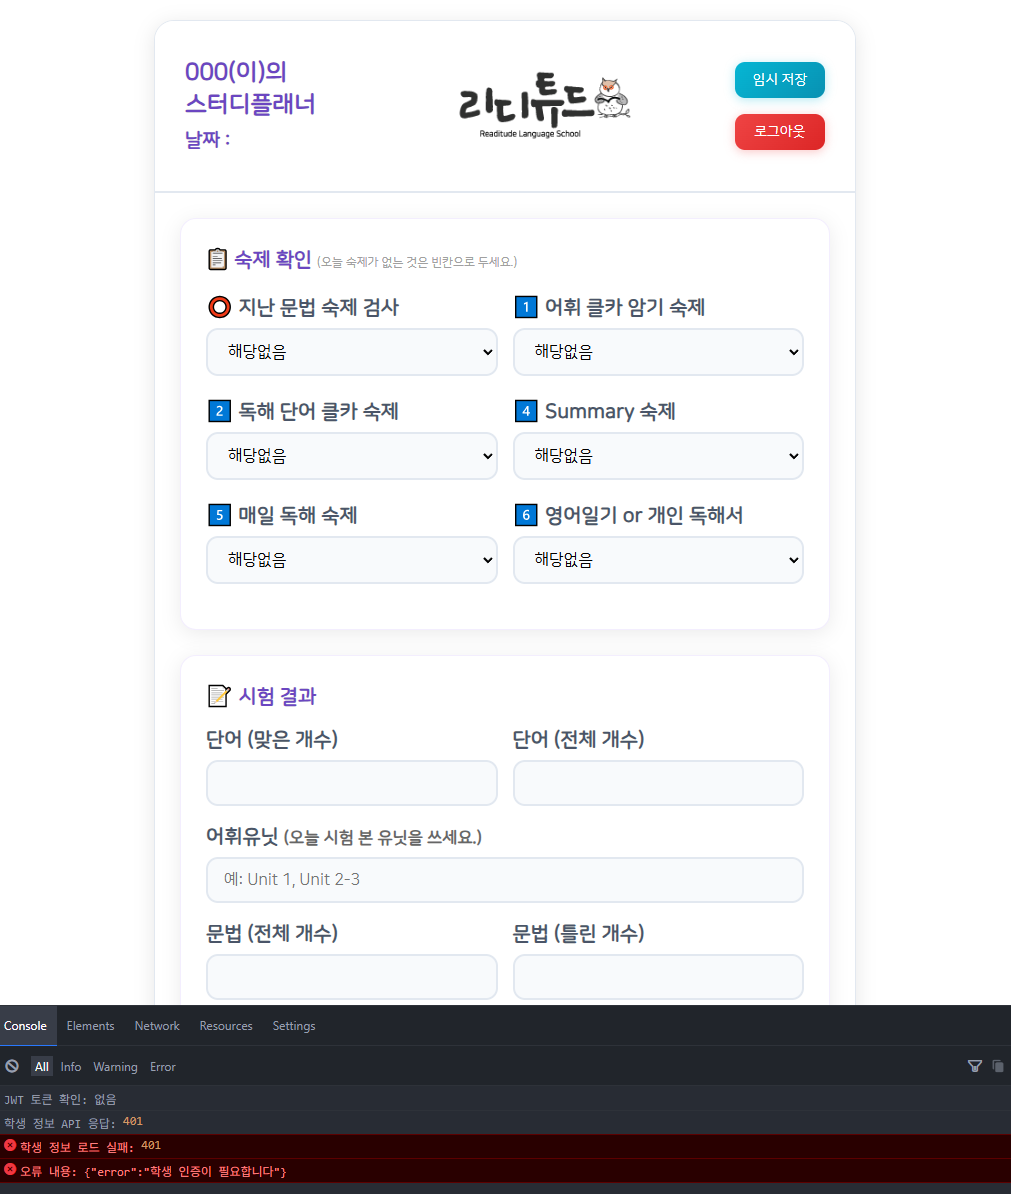 000(이)의
스터디플래너
날짜 :
리디튜드
Readitude Language School
임시 저장
로그아웃
📋 숙제 확인 (오늘 숙제가 없는 것은 빈칸으로 두세요.)
⭕ 지난 문법 숙제 검사
1 어휘 클카 암기 숙제
해당없음
해당없음
2 독해 단어 클카 숙제
4 Summary 숙제
해당없음
해당없음
5 매일 독해 숙제
6 영어일기 or 개인 독해서
해당없음
해당없음
📝 시험 결과
단어 (맞은 개수)
단어 (전체 개수)
어휘유닛 (오늘 시험 본 유닛을 쓰세요.)
예: Unit 1, Unit 2-3
문법 (전체 개수)
문법 (틀린 개수)
Console Elements Network Resources Settings
All Info Warning Error
JWT 토큰 확인: 없음
학생 정보 API 응답: 401
학생 정보 로드 실패: 401
오류 내용: {"error":"학생 인증이 필요합니다"}